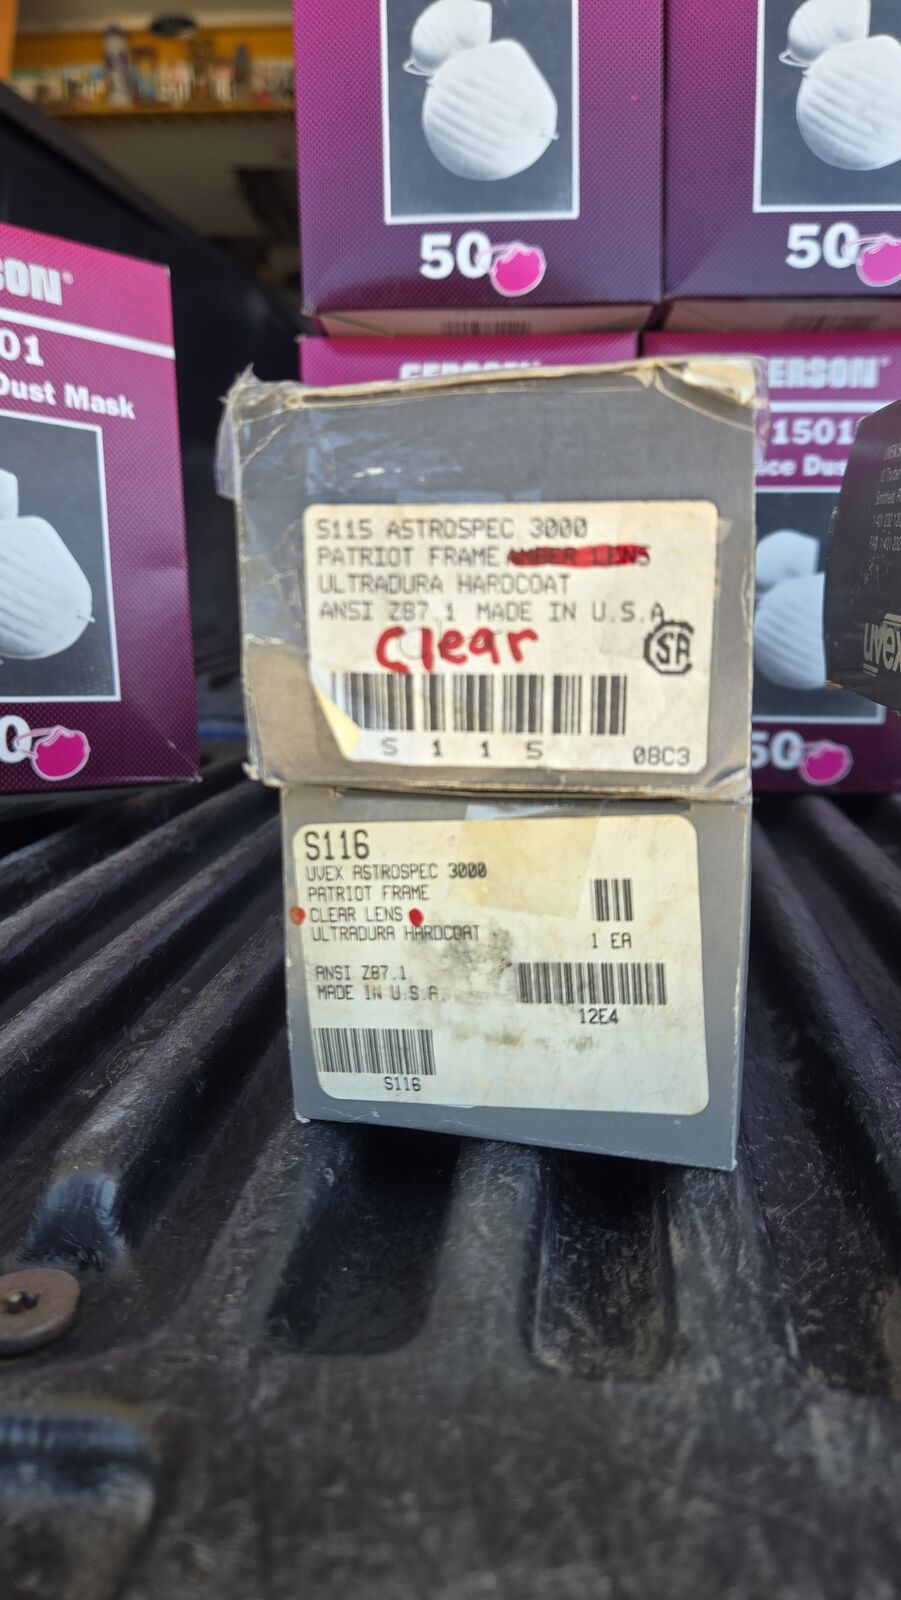 50
50
01
Dust Mask
1501
S115 ASTROSPEC 3000
PATRIOT FRAME AMBER LENS
ULTRADURA HARDCOAT
ANSI Z87.1 MADE IN U.S.A
Clear
S 1 1 5
08C3
uvex
50
S116
UVEX ASTROSPEC 3000
PATRIOT FRAME
CLEAR LENS
ULTRADURA HARDCOAT
1 EA
ANSI Z87.1
MADE IN U.S.A.
12E4
S116